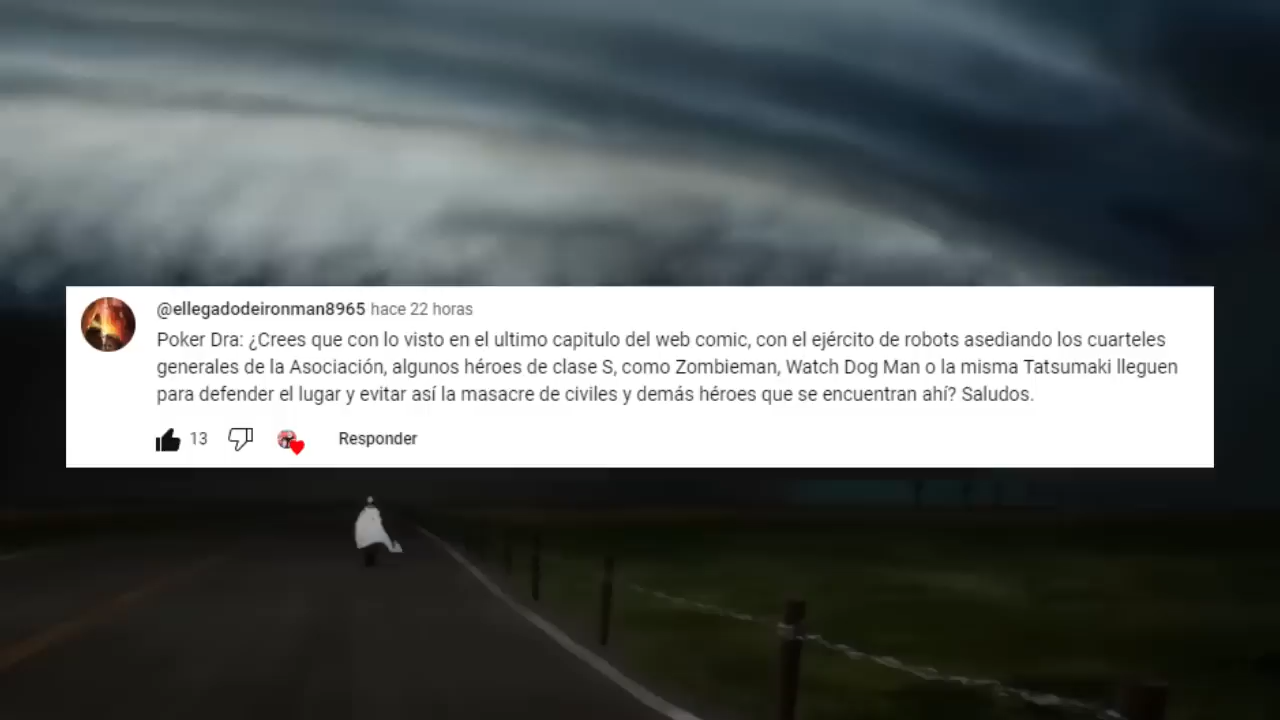 @ellegadodeironman8965 hace 22 horas
Poker Dra: ¿Crees que con lo visto en el ultimo capitulo del web comic, con el ejército de robots asediando los cuarteles
generales de la Asociación, algunos héroes de clase S, como Zombieman, Watch Dog Man o la misma Tatsumaki lleguen
para defender el lugar y evitar así la masacre de civiles y demás héroes que se encuentran ahí? Saludos.
13 Responder